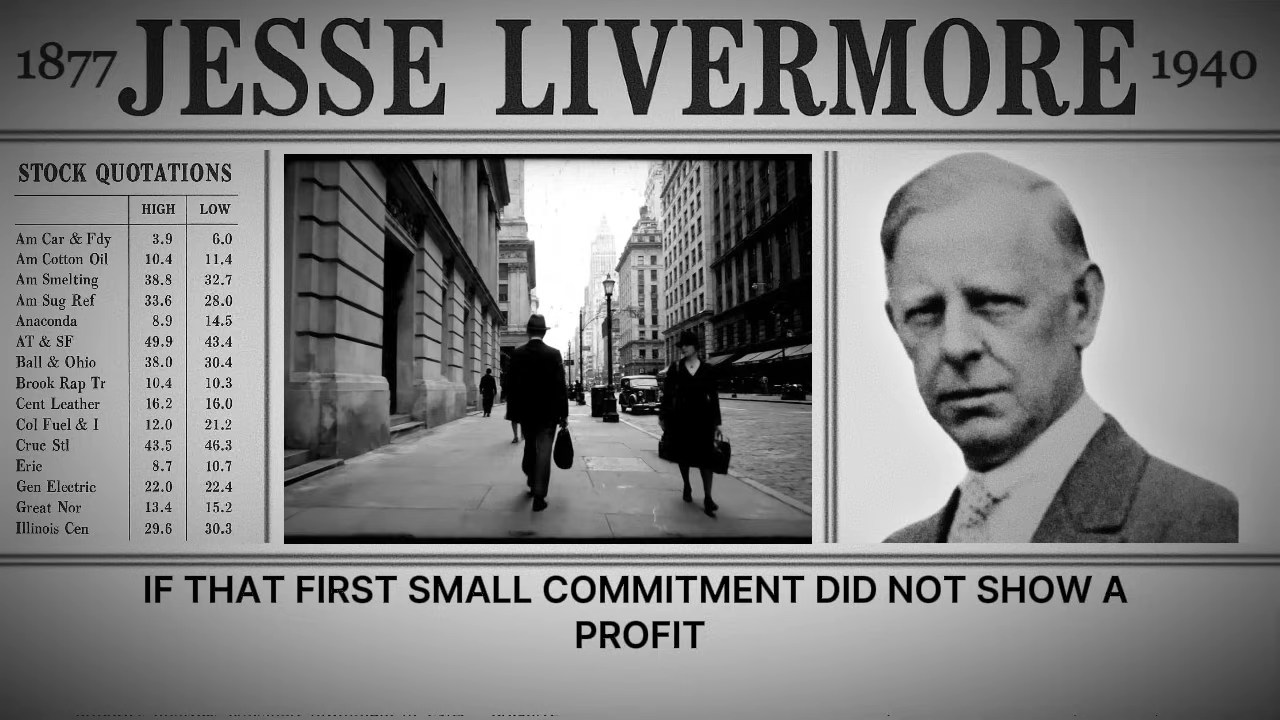 1877 JESSE LIVERMORE 1940
STOCK QUOTATIONS
HIGH LOW
Am Car & Fdy 3.9 6.0
Am Cotton Oil 10.4 11.4
Am Smelting 38.8 32.7
Am Sug Ref 33.6 28.0
Anaconda 8.9 14.5
AT & SF 49.9 43.4
Ball & Ohio 38.0 30.4
Brook Rap Tr 10.4 10.3
Cent Leather 16.2 16.0
Col Fuel & I 12.0 21.2
Cruc Stl 43.5 46.3
Erie 8.7 10.7
Gen Electric 22.0 22.4
Great Nor 13.4 15.2
Illinois Cen 29.6 30.3
IF THAT FIRST SMALL COMMITMENT DID NOT SHOW A
PROFIT